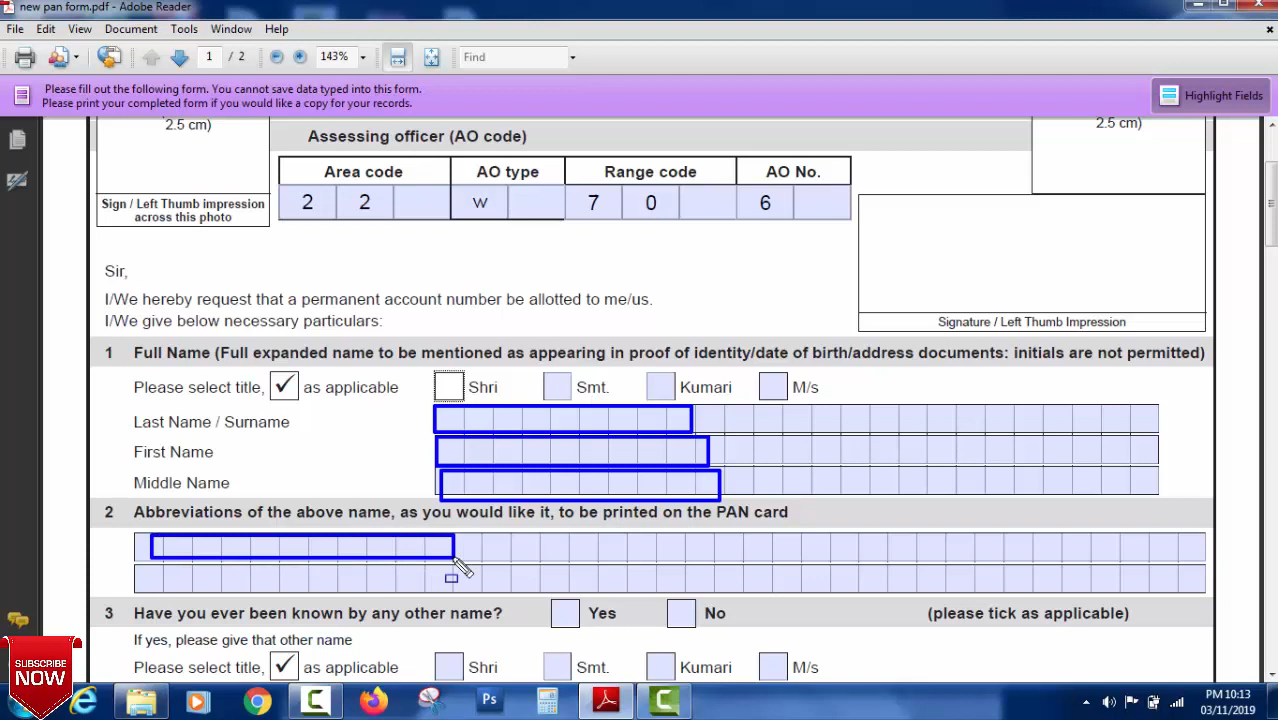 new pan form.pdf - Adobe Reader
File Edit View Document Tools Window Help
1 / 2 143% Find
Please fill out the following form. You cannot save data typed into this form.
Please print your completed form if you would like a copy for your records.
Highlight Fields
2.5 cm)
Assessing officer (AO code)
2.5 cm)
Area code AO type Range code AO No.
2 2 W 7 0 6
Sign / Left Thumb impression
across this photo
Sir,
I/We hereby request that a permanent account number be allotted to me/us.
I/We give below necessary particulars:
Signature / Left Thumb Impression
1 Full Name (Full expanded name to be mentioned as appearing in proof of identity/date of birth/address documents: initials are not permitted)
Please select title, ✓ as applicable Shri Smt. Kumari M/s
Last Name / Surname
First Name
Middle Name
2 Abbreviations of the above name, as you would like it, to be printed on the PAN card
3 Have you ever been known by any other name? Yes No (please tick as applicable)
If yes, please give that other name
Please select title, ✓ as applicable Shri Smt. Kumari M/s
SUBSCRIBE
NOW
Ps
PM 10:13
03/11/2019